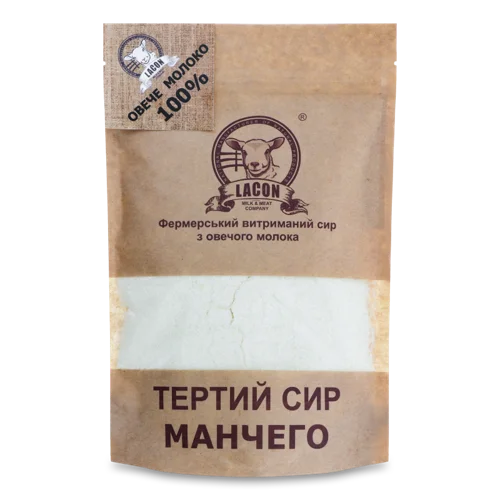 LACON
ОВЕЧЕ МОЛОКО
100%
®
LACON
MILK & MEAT
COMPANY
Фермерський витриманий сир
з овечого молока
ТЕРТИЙ СИР
МАНЧЕГО